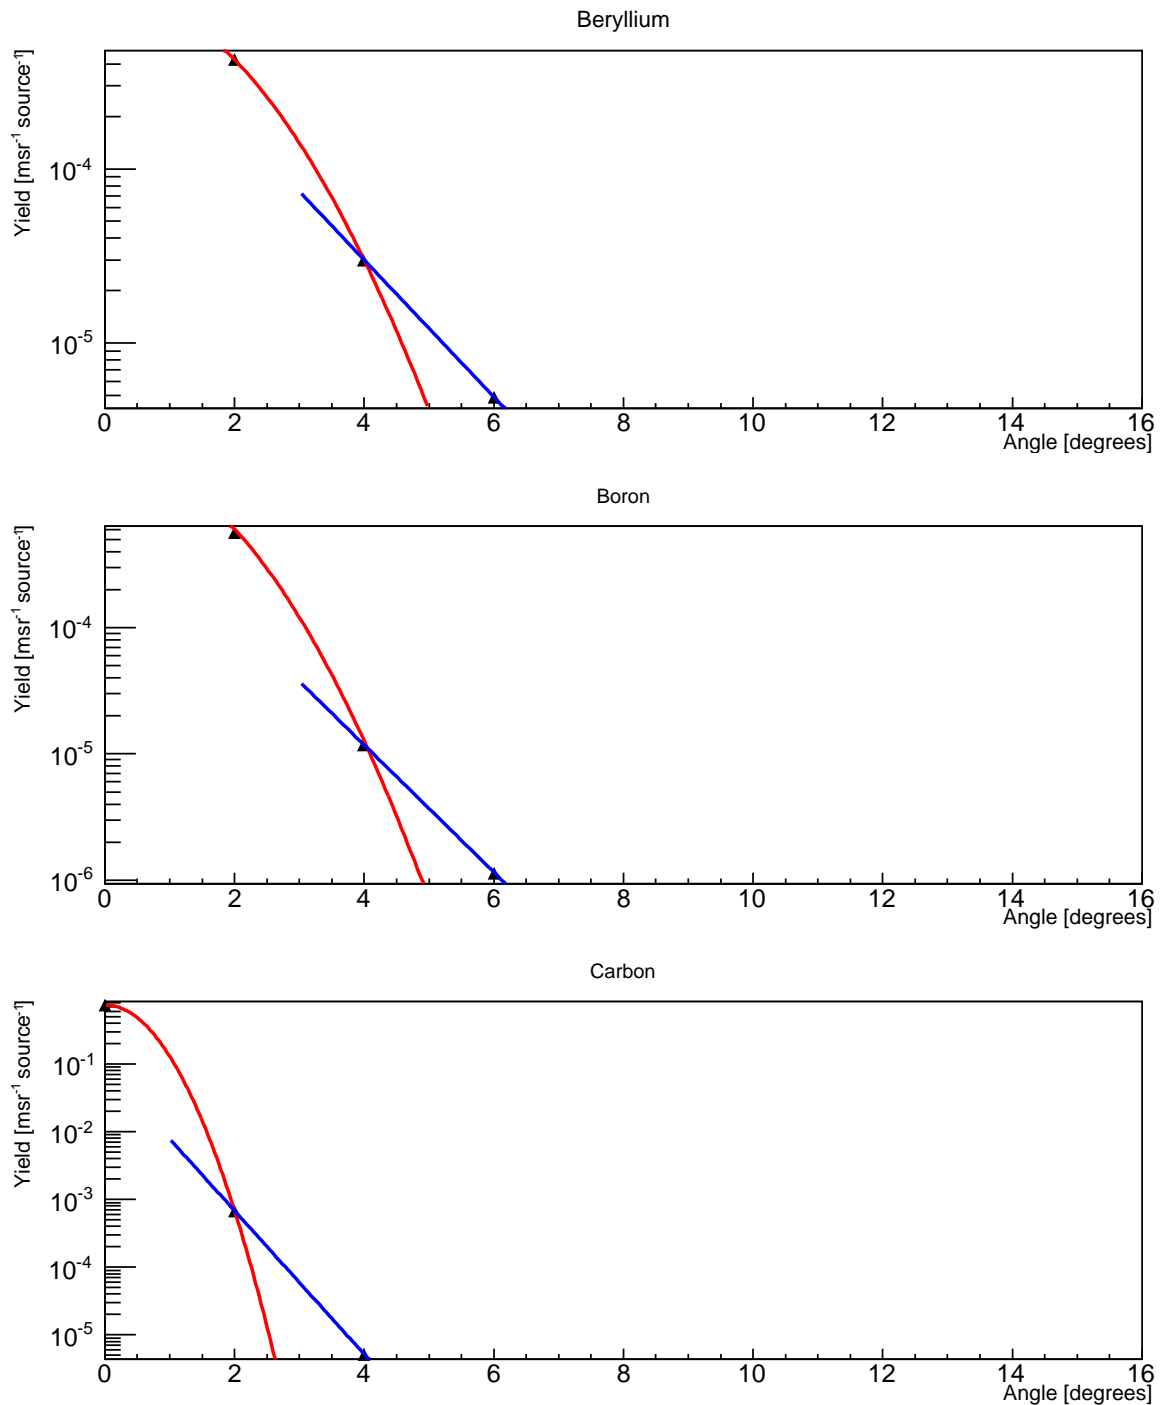 Beryllium
Yield [msr⁻¹ source⁻¹]
10⁻⁴
10⁻⁵
0 2 4 6 8 10 12 14 16
Angle [degrees]
Boron
Yield [msr⁻¹ source⁻¹]
10⁻⁴
10⁻⁵
10⁻⁶
0 2 4 6 8 10 12 14 16
Angle [degrees]
Carbon
Yield [msr⁻¹ source⁻¹]
10⁻¹
10⁻²
10⁻³
10⁻⁴
10⁻⁵
0 2 4 6 8 10 12 14 16
Angle [degrees]